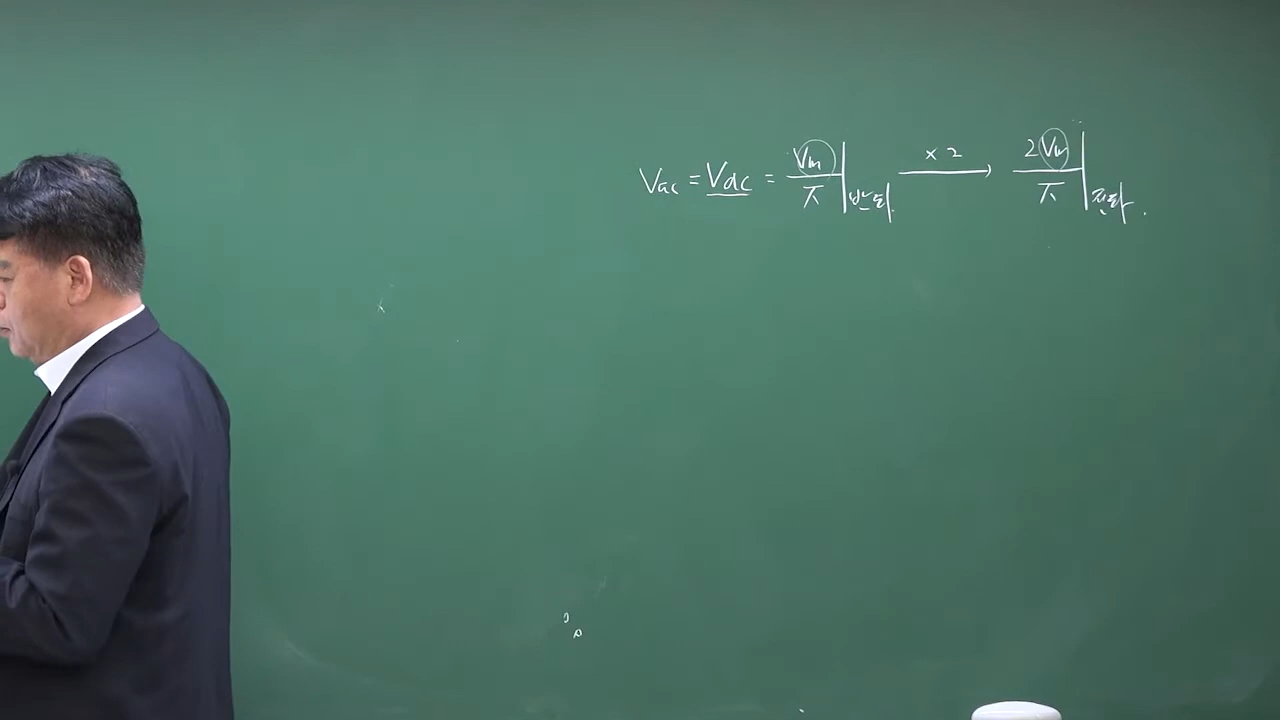 Vac = Vdc = Vm/π | 반파. ×2 → 2Vm/π | 전파.